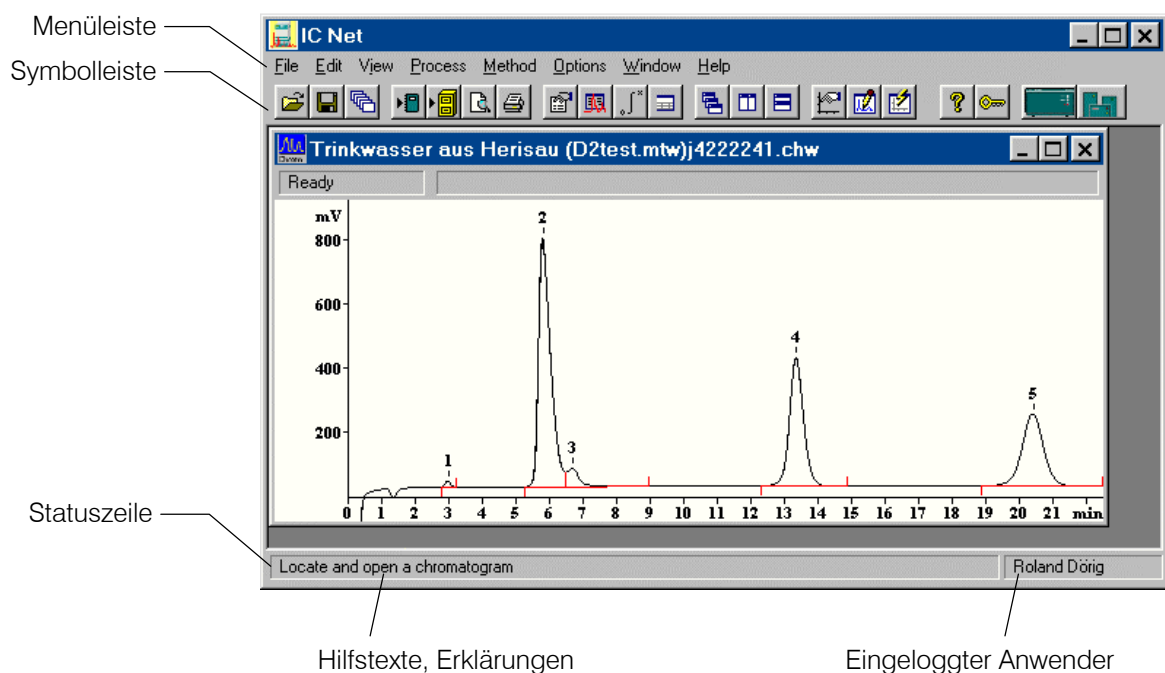 Menüleiste
Symbolleiste
IC Net
File Edit View Process Method Options Window Help
Trinkwasser aus Herisau (D2test.mtw)j4222241.chw
Ready
mV
800
600
400
200
1
2
3
4
5
0 1 2 3 4 5 6 7 8 9 10 11 12 13 14 15 16 17 18 19 20 21 min
Statuszeile
Locate and open a chromatogram
Roland Dörig
Hilfstexte, Erklärungen
Eingeloggter Anwender